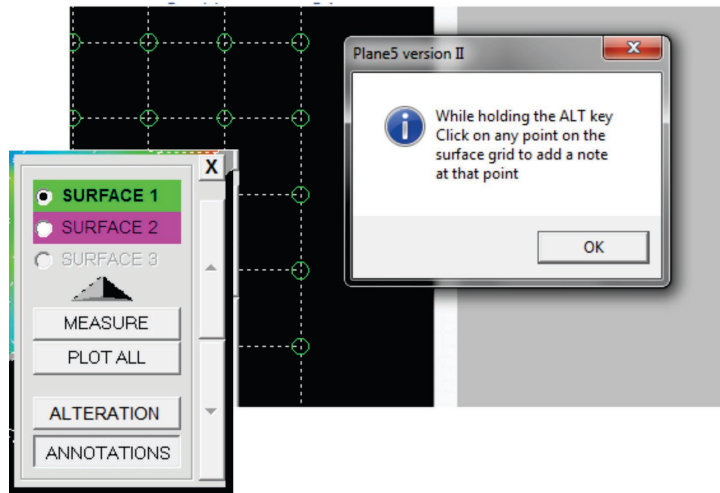 Plane5 version II
X
While holding the ALT key
Click on any point on the
surface grid to add a note
at that point
OK
X
SURFACE 1
SURFACE 2
SURFACE 3
MEASURE
PLOT ALL
ALTERATION
ANNOTATIONS